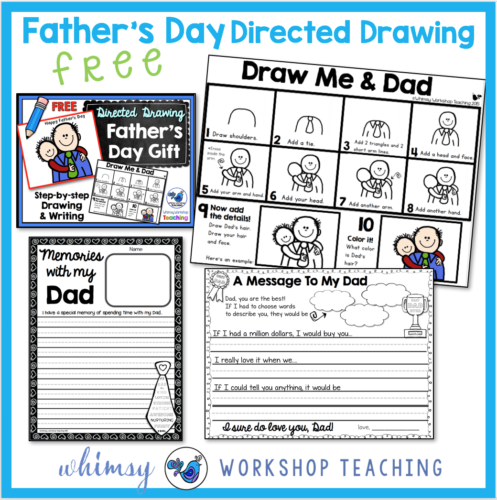 Father's Day Directed Drawing
free
FREE
Happy Father's Day
Directed Drawing
Father's
Day Gift
Draw Me & Dad
Step-by-step
Drawing
& Writing
Draw Me & Dad
1 Draw shoulders.
2 Add a tie.
3 Add 2 triangles and 2
short arm lines.
4 Add a head and face.
5 Add your arm and hand.
6 Add your head.
7 Add another arm.
8 Add another hand.
9 Now add
the details!
Draw Dad's hair.
Draw your hair
and face.
Here's an example.
10
Color it!
What color
is Dad's
hair?
Memories
with my
Dad
Name
I have a special memory of spending time with my Dad.
A Message To My Dad
Dad, you are the best!
If I had to choose words
to describe you, they would be
If I had a million dollars, I would buy you...
I really love it when we...
If I could tell you anything, it would be
I sure do love you, Dad!
love,
whimsy
WORKSHOP TEACHING